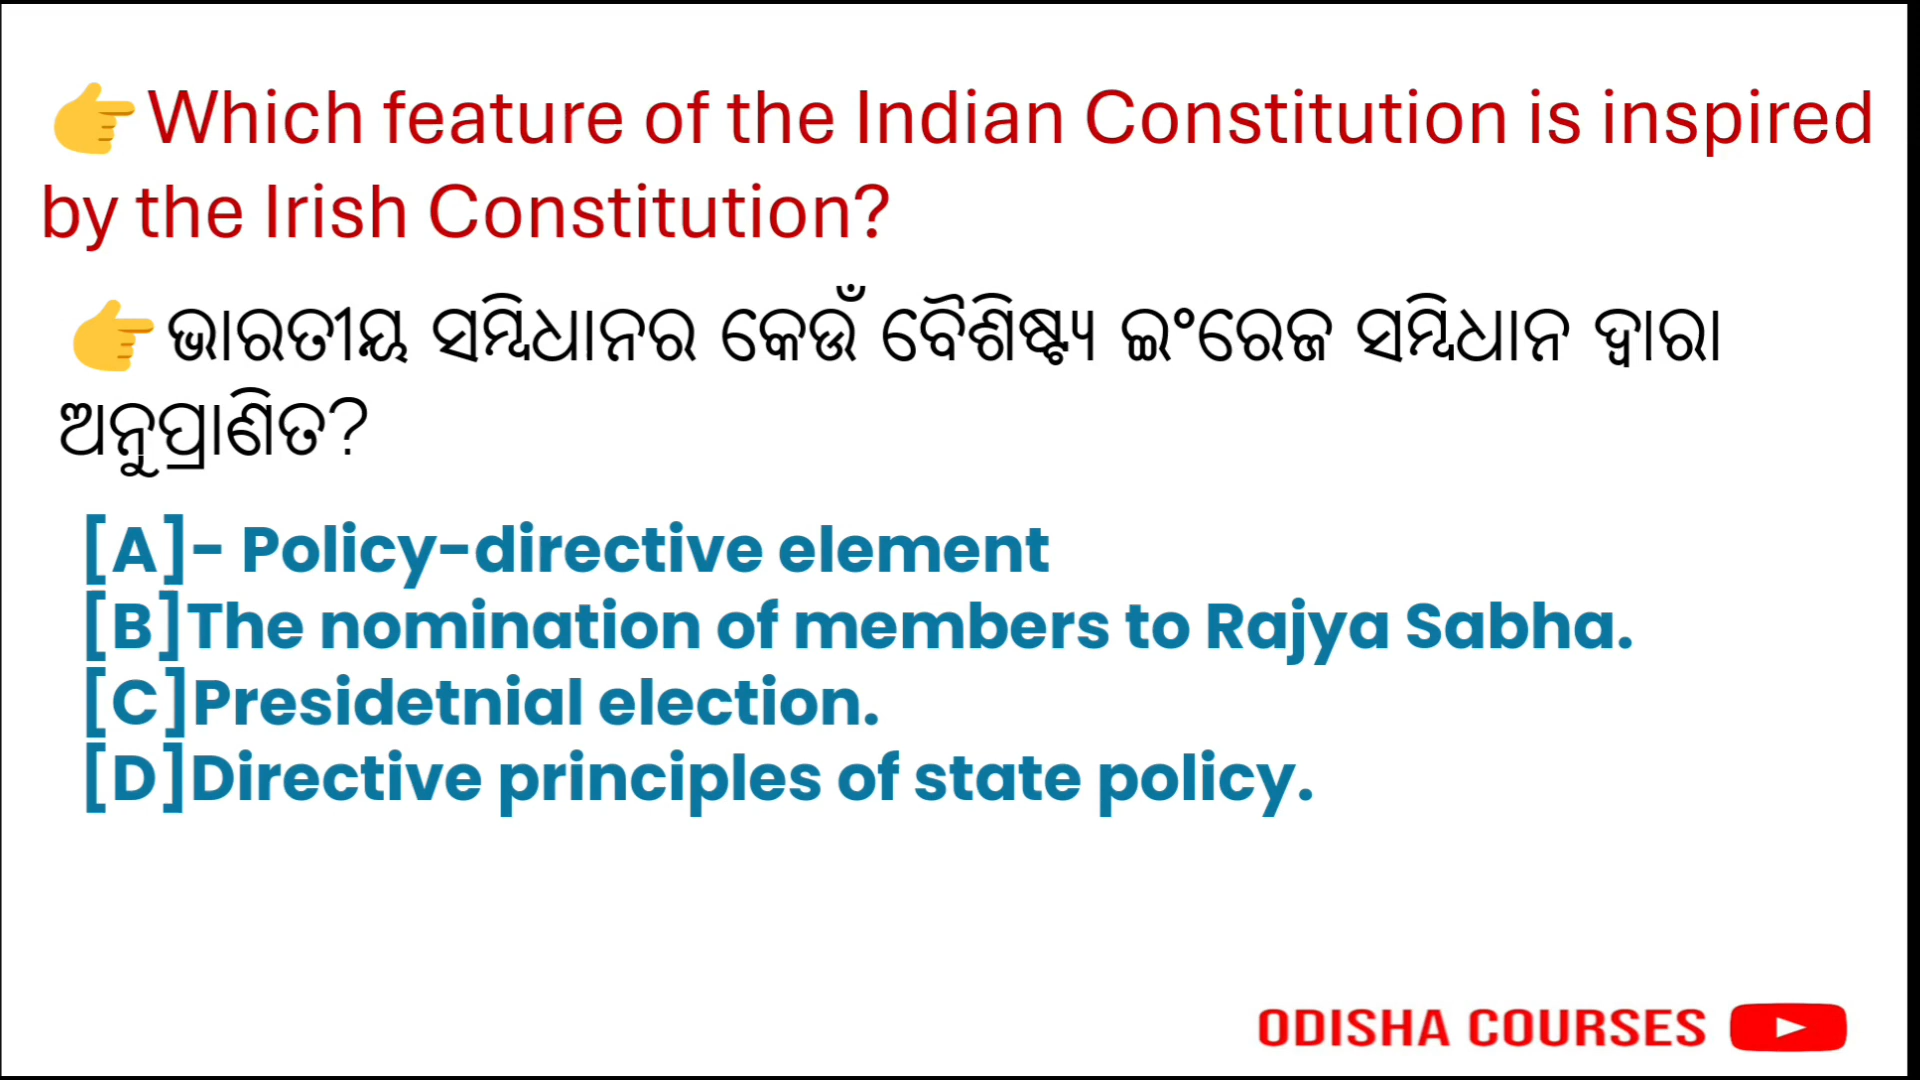 👉Which feature of the Indian Constitution is inspired
by the Irish Constitution?
👉ଭାରତୀୟ ସମ୍ବିଧାନର କେଉଁ ବୈଶିଷ୍ଟ୍ୟ ଇଂରେଜ ସମ୍ବିଧାନ ଦ୍ୱାରା
ଅନୁପ୍ରାଣିତ?
[A]- Policy-directive element
[B]The nomination of members to Rajya Sabha.
[C]Presidetnial election.
[D]Directive principles of state policy.
ODISHA COURSES